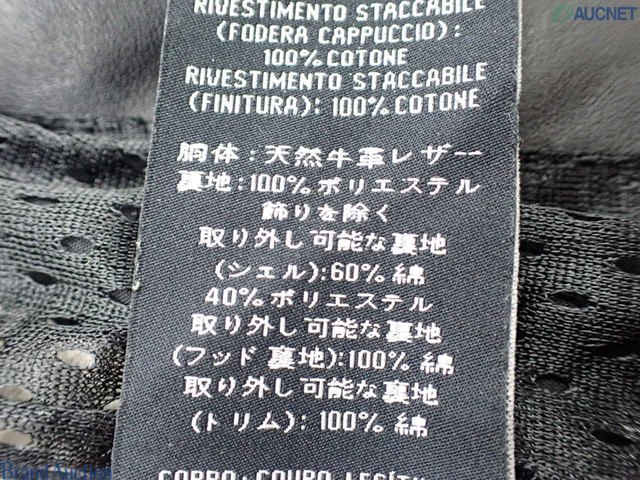 RIVESTIMENTO STACCABILE
(FODERA CAPPUCCIO):
100% COTONE
RIVESTIMENTO STACCABILE
(FINITURA): 100% COTONE
胴体:天然牛革レザー
裏地:100%ポリエステル
飾りを除く
取り外し可能な裏地
(シェル):60% 綿
40%ポリエステル
取り外し可能な裏地
(フッド 裏地):100% 綿
取り外し可能な裏地
(トリム): 100% 綿
CORPO: COURO
AUCNET
Brand Auction